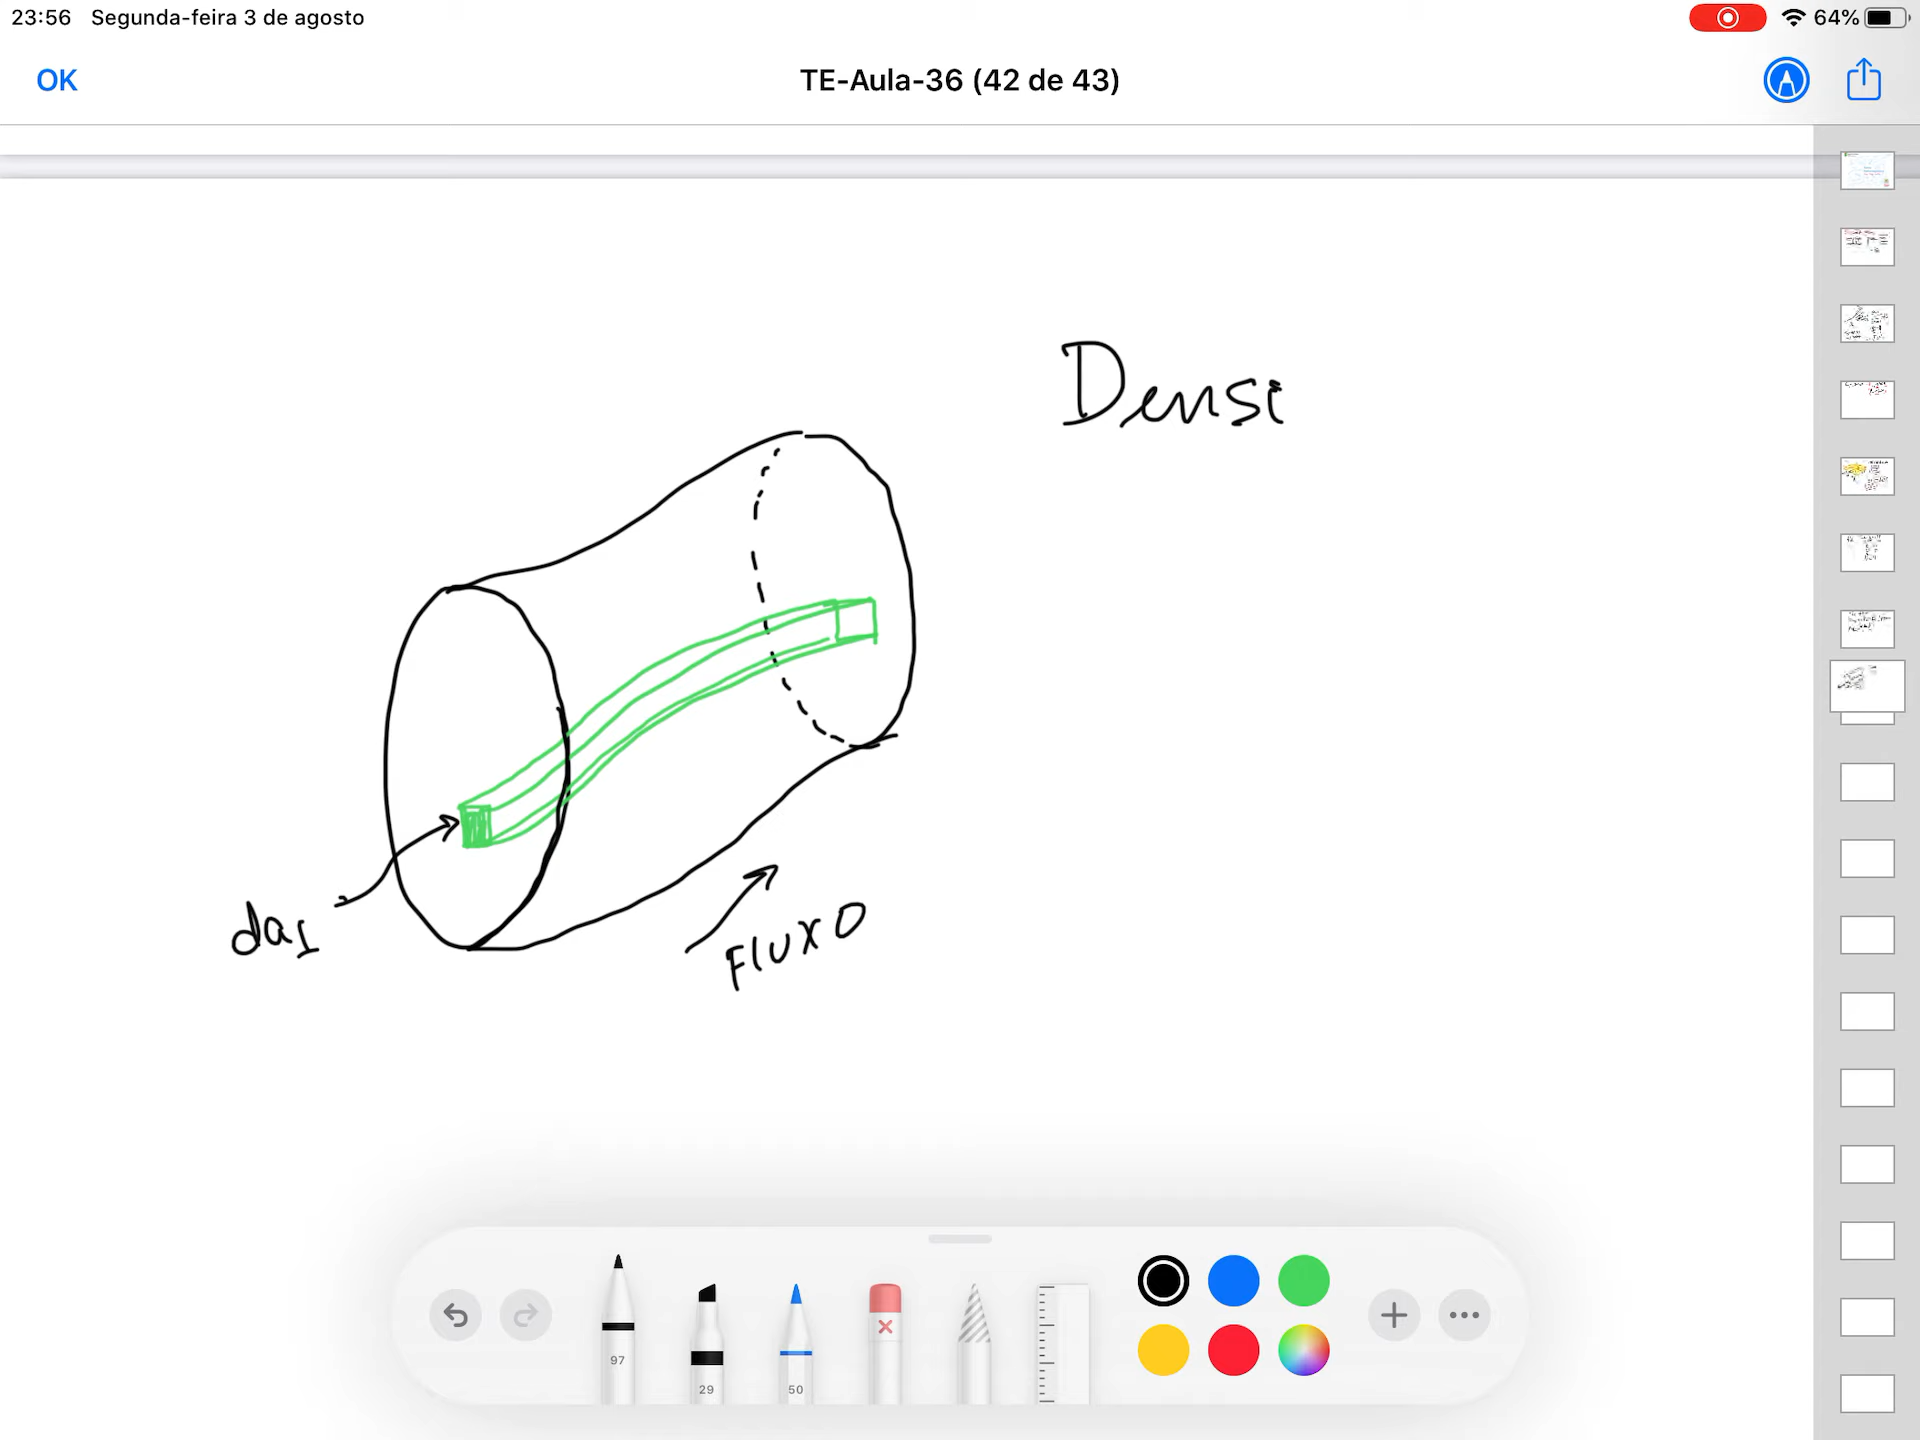 23:56 Segunda-feira 3 de agosto 64%
OK TE-Aula-36 (42 de 43)
Densi
da₁
FLUXO
97
29
50